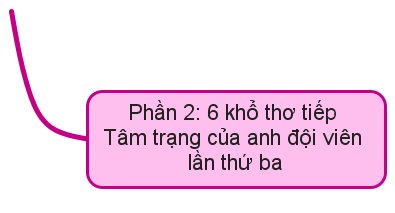 Phần 2: 6 khổ thơ tiếp
Tâm trạng của anh đội viên
lần thứ ba